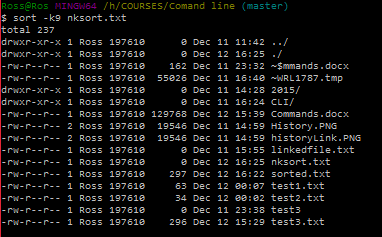 Ross@Ros MINGW64 /h/COURSES/Comand line (master)
$ sort -k9 nksort.txt
total 237
drwxr-xr-x 1 Ross 197610 0 Dec 11 11:42 ../
drwxr-xr-x 1 Ross 197610 0 Dec 12 16:25 ./
-rw-r--r-- 1 Ross 197610 162 Dec 11 23:32 ~$mmands.docx
-rw-r--r-- 1 Ross 197610 55026 Dec 11 16:40 ~WRL1787.tmp
drwxr-xr-x 1 Ross 197610 0 Dec 11 14:28 2015/
drwxr-xr-x 1 Ross 197610 0 Dec 11 16:24 CLI/
-rw-r--r-- 1 Ross 197610 129768 Dec 12 15:39 Commands.docx
-rw-r--r-- 2 Ross 197610 19546 Dec 11 14:59 History.PNG
-rw-r--r-- 2 Ross 197610 19546 Dec 11 14:59 historyLink.PNG
-rw-r--r-- 1 Ross 197610 0 Dec 11 15:55 linkedfile.txt
-rw-r--r-- 1 Ross 197610 0 Dec 12 16:25 nksort.txt
-rw-r--r-- 1 Ross 197610 297 Dec 12 16:22 sorted.txt
-rw-r--r-- 1 Ross 197610 63 Dec 12 00:07 test1.txt
-rw-r--r-- 1 Ross 197610 34 Dec 12 00:02 test2.txt
-rw-r--r-- 1 Ross 197610 0 Dec 11 23:38 test3
-rw-r--r-- 1 Ross 197610 296 Dec 12 15:29 test3.txt